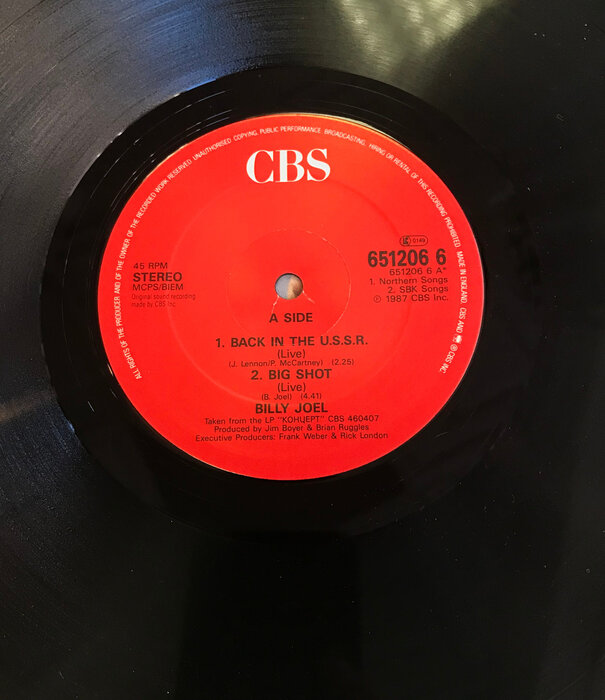 ALL RIGHTS OF THE PRODUCER AND OF THE OWNER OF THE RECORDED WORK RESERVED. UNAUTHORISED COPYING, PUBLIC PERFORMANCE, BROADCASTING, HIRING OR RENTAL OF THIS RECORDING PROHIBITED. MADE IN ENGLAND. CBS AND ARE ® CBS INC.
CBS
45 RPM
STEREO
MCPS/BIEM
Original sound recording
made by CBS Inc.
LC 0149
651206 6
651206 6 A*
1. Northern Songs
2. SBK Songs
℗ 1987 CBS Inc.
A SIDE
1. BACK IN THE U.S.S.R.
(Live)
(J. Lennon/P. McCartney) (2.25)
2. BIG SHOT
(Live)
(B. Joel) (4.41)
BILLY JOEL
Taken from the LP "КОНЦЕРТ" CBS 460407
Produced by Jim Boyer & Brian Ruggles
Executive Producers: Frank Weber & Rick London